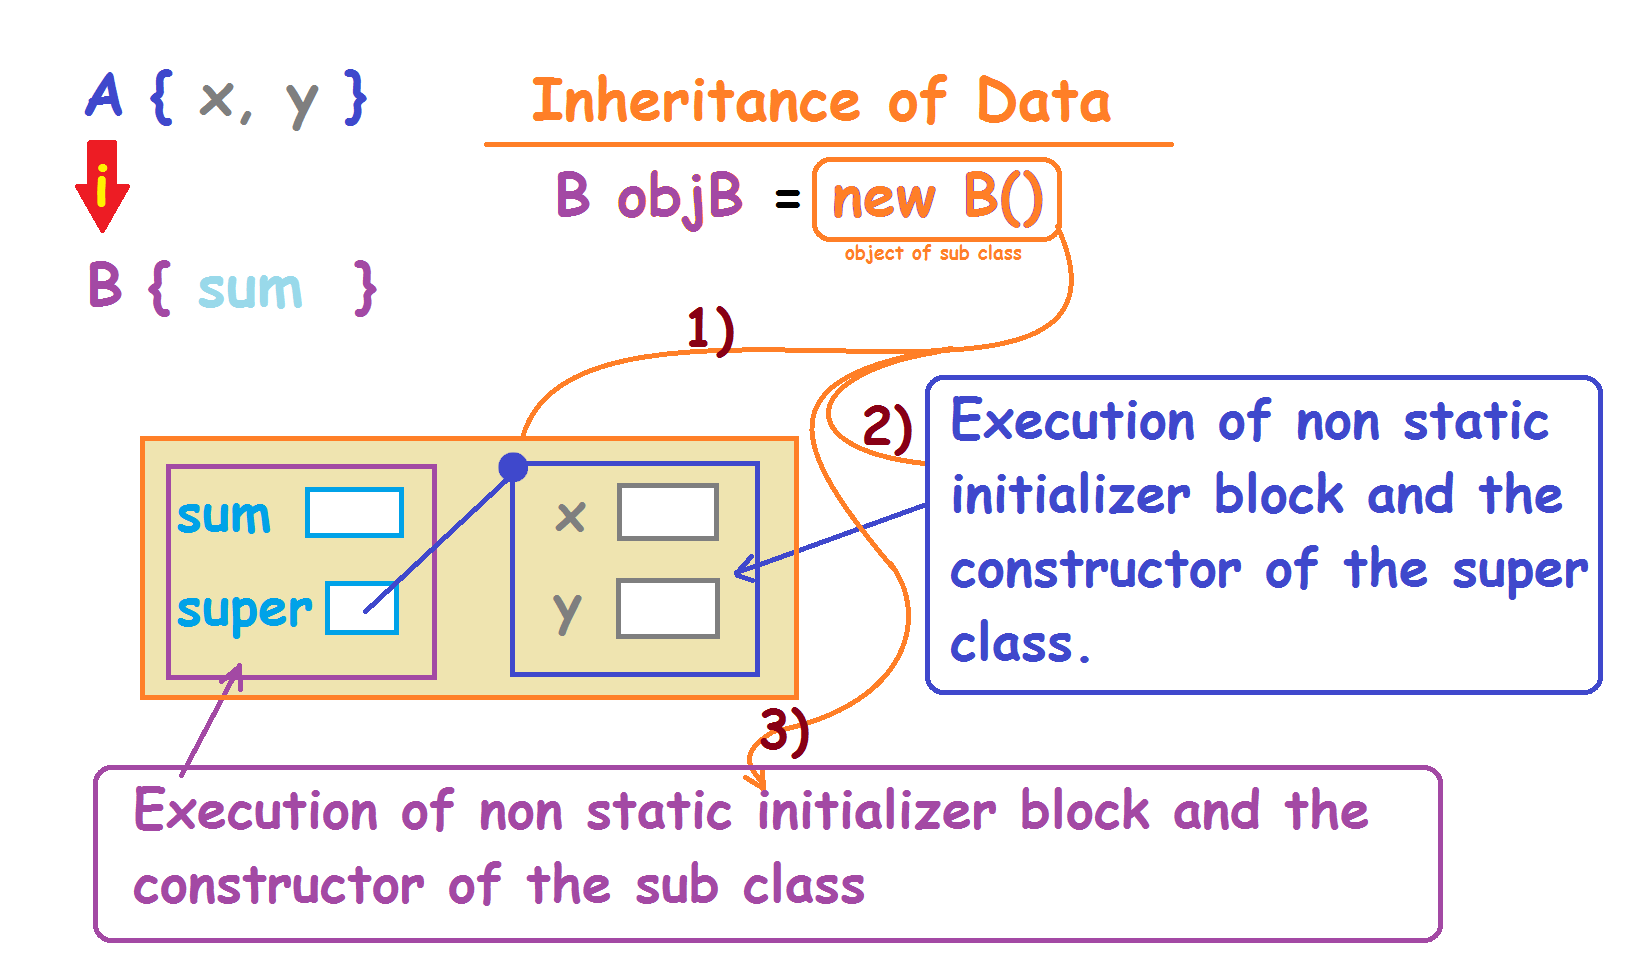 Inheritance of Data
A { x, y }
i
B { sum }
B objB = new B()
object of sub class
1)
2)
Execution of non static
initializer block and the
constructor of the super
class.
sum
super
x
y
3)
Execution of non static initializer block and the
constructor of the sub class